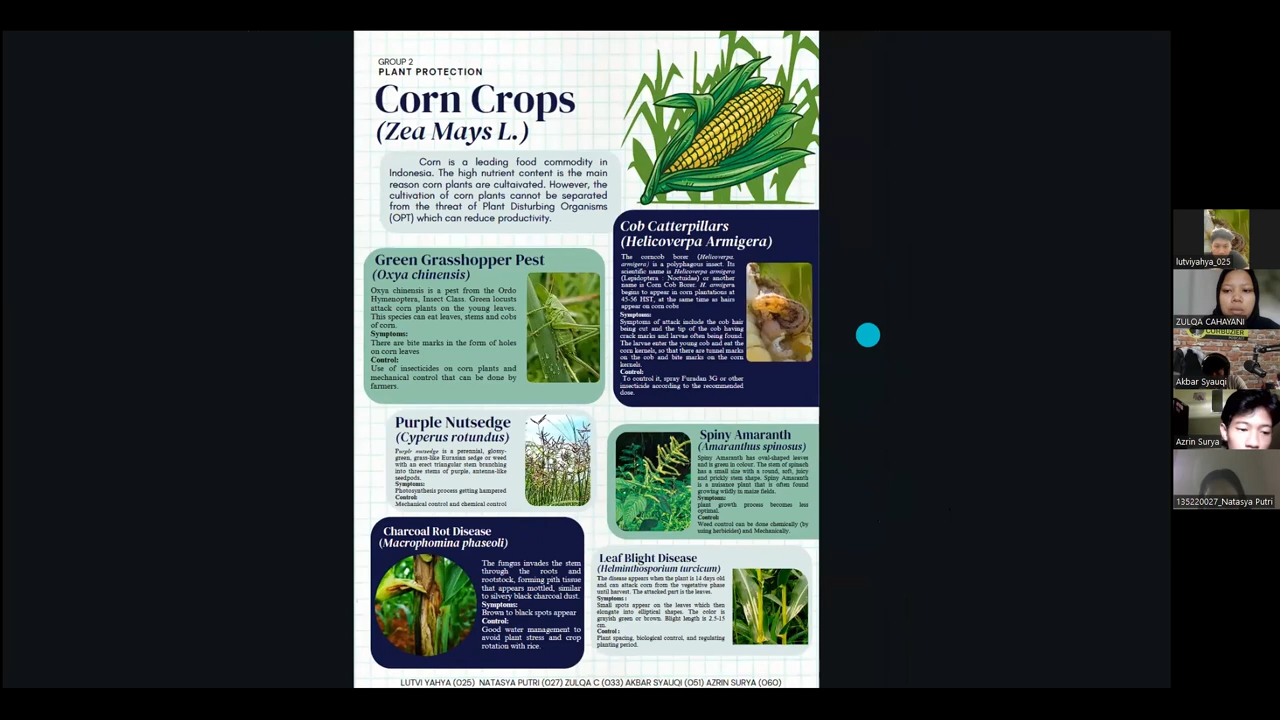 GROUP 2
PLANT PROTECTION
Corn Crops
(Zea Mays L.)
Corn is a leading food commodity in
Indonesia. The high nutrient content is the main
reason corn plants are cultaivated. However, the
cultivation of corn plants cannot be separated
from the threat of Plant Disturbing Organisms
(OPT) which can reduce productivity.
Green Grasshopper Pest
(Oxya chinensis)
Oxya chinensis is a pest from the Ordo
Hymenoptera, Insect Class. Green locusts
attack corn plants on the young leaves.
This species can eat leaves, stems and cobs
of corn.
Symptoms:
There are bite marks in the form of holes
on corn leaves
Control:
Use of insecticides on corn plants and
mechanical control that can be done by
farmers.
Cob Catterpillars
(Helicoverpa Armigera)
The corncob borer (Helicoverpa
armigera) is a polyphagous insect. Its
scientific name is Helicoverpa armigera
(Lepidoptera : Noctuidae) or another
name is Corn Cob Borer. H. armigera
begins to appear in corn plantations at
45-56 HST, at the same time as hairs
appear on corn cobs
Symptoms:
Symptoms of attack include the cob hair
being cut and the tip of the cob having
crack marks and larvae often being found.
The larvae enter the young cob and eat the
corn kernels, so that there are tunnel marks
on the cob and bite marks on the corn
kernels.
Control:
To control it, spray Furadan 3G or other
insecticide according to the recommended
dose.
Purple Nutsedge
(Cyperus rotundus)
Purple nutsedge is a perennial, glossy-
green, grass-like Eurasian sedge or weed
with an erect triangular stem branching
into three stems of purple, antenna-like
seedpods.
Symptoms:
Photosynthesis process getting hampered
Control:
Mechanical control and chemical control
Spiny Amaranth
(Amaranthus spinosus)
Spiny Amaranth has oval-shaped leaves
and is green in colour. The stem of spinach
has a small size with a round, soft, juicy
and prickly stem shape. Spiny Amaranth
is a nuisance plant that is often found
growing wildly in maize fields.
Symptoms:
plant growth process becomes less
optimal.
Control:
Weed control can be done chemically (by
using herbicides) and Mechanically.
Charcoal Rot Disease
(Macrophomina phaseoli)
The fungus invades the stem
through the roots and
rootstock, forming pith tissue
that appears mottled, similar
to silvery black charcoal dust.
Symptoms:
Brown to black spots appear
Control:
Good water management to
avoid plant stress and crop
rotation with rice.
Leaf Blight Disease
(Helminthosporium turcicum)
The disease appears when the plant is 14 days old
and can attack corn from the vegetative phase
until harvest. The attacked part is the leaves.
Symptoms :
Small spots appear on the leaves which then
elongate into elliptical shapes. The color is
grayish green or brown. Blight length is 2.5-15
cm.
Control :
Plant spacing, biological control, and regulating
planting period.
LUTVI YAHYA (025) NATASYA PUTRI (027) ZULQA C (033) AKBAR SYAUQI (051) AZRIN SURYA (060)
lutviyahya_025
ZULQA CAHAYANI
CORBUZIER
Akbar Syauqi
Azrin Surya
135220027_Natasya Putri